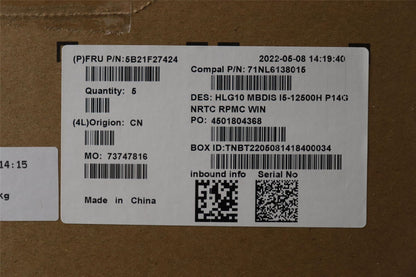 (P)FRU P/N:5B21F27424
2022-05-08 14:19:40
Compal P/N: 71NL6138015
Quantity: 5
DES: HLG10 MBDIS I5-12500H P14G
NRTC RPMC WIN
(4L)Origion: CN
PO: 4501804368
MO: 73747816
BOX ID:TNBT2205081418400034
inbound info
Serial No
Made in China
14:15
kg